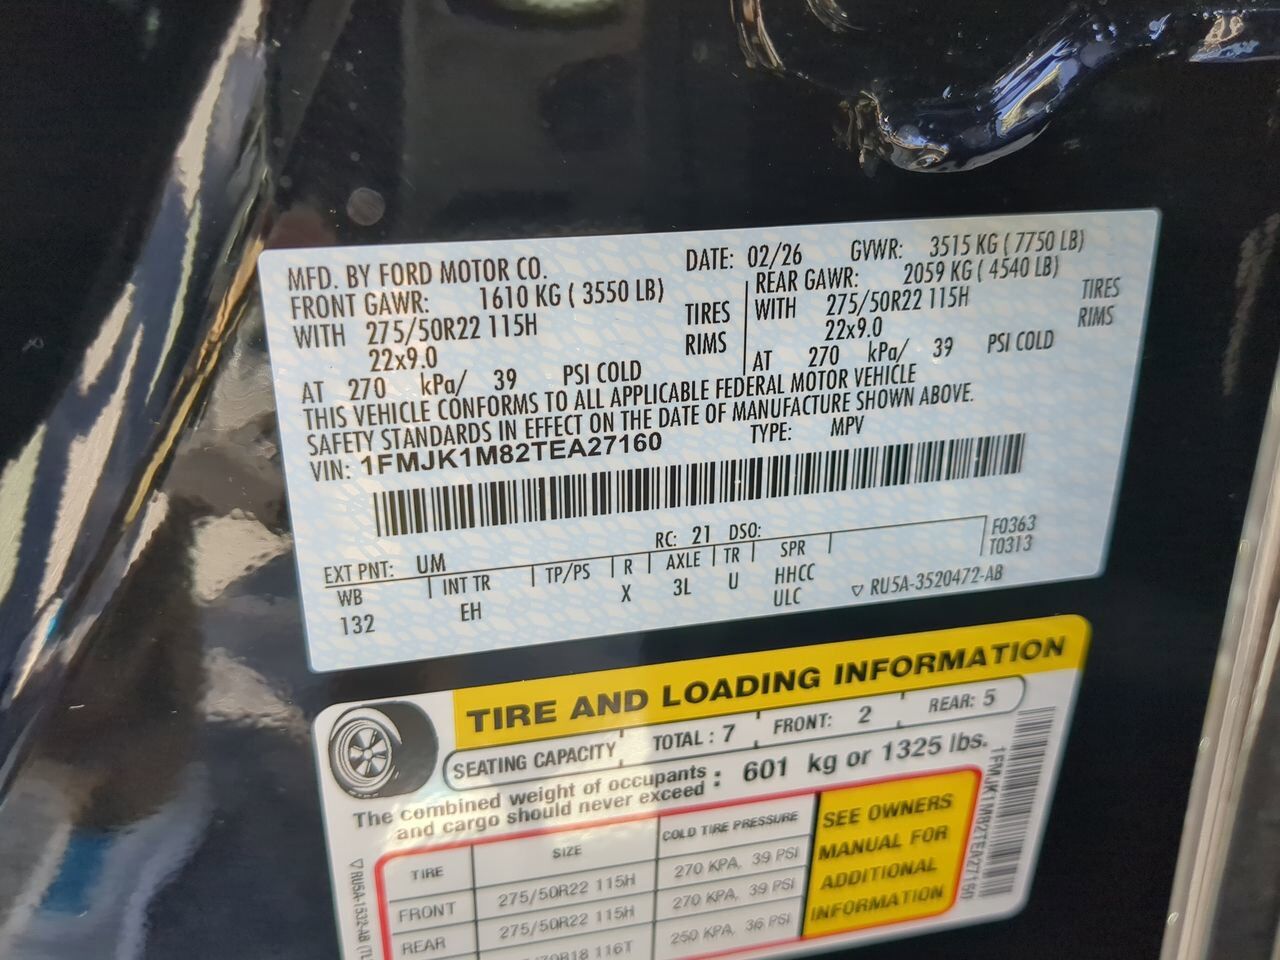 MFD. BY FORD MOTOR CO.
DATE: 02/26 GVWR: 3515 KG ( 7750 LB)
FRONT GAWR: 1610 KG ( 3550 LB)
WITH 275/50R22 115H TIRES
22x9.0 RIMS
AT 270 kPa/ 39 PSI COLD
REAR GAWR: 2059 KG ( 4540 LB)
WITH 275/50R22 115H TIRES
22x9.0 RIMS
AT 270 kPa/ 39 PSI COLD
THIS VEHICLE CONFORMS TO ALL APPLICABLE FEDERAL MOTOR VEHICLE
SAFETY STANDARDS IN EFFECT ON THE DATE OF MANUFACTURE SHOWN ABOVE.
VIN: 1FMJK1M82TEA27160 TYPE: MPV
EXT PNT: UM RC: 21 DSO: F0363
WB INT TR TP/PS R AXLE TR SPR T0313
132 EH X 3L U HHCC
ULC ▽ RU5A-3520472-AB
TIRE AND LOADING INFORMATION
SEATING CAPACITY TOTAL : 7 FRONT: 2 REAR: 5
The combined weight of occupants
and cargo should never exceed : 601 kg or 1325 lbs.
TIRE SIZE COLD TIRE PRESSURE
FRONT 275/50R22 115H 270 KPA, 39 PSI
REAR 275/50R22 115H 270 KPA, 39 PSI
70R18 116T 250 KPA, 36 PSI
SEE OWNERS
MANUAL FOR
ADDITIONAL
INFORMATION
1FMJK1M82TEA27160
▽ RU5A-1532-AB